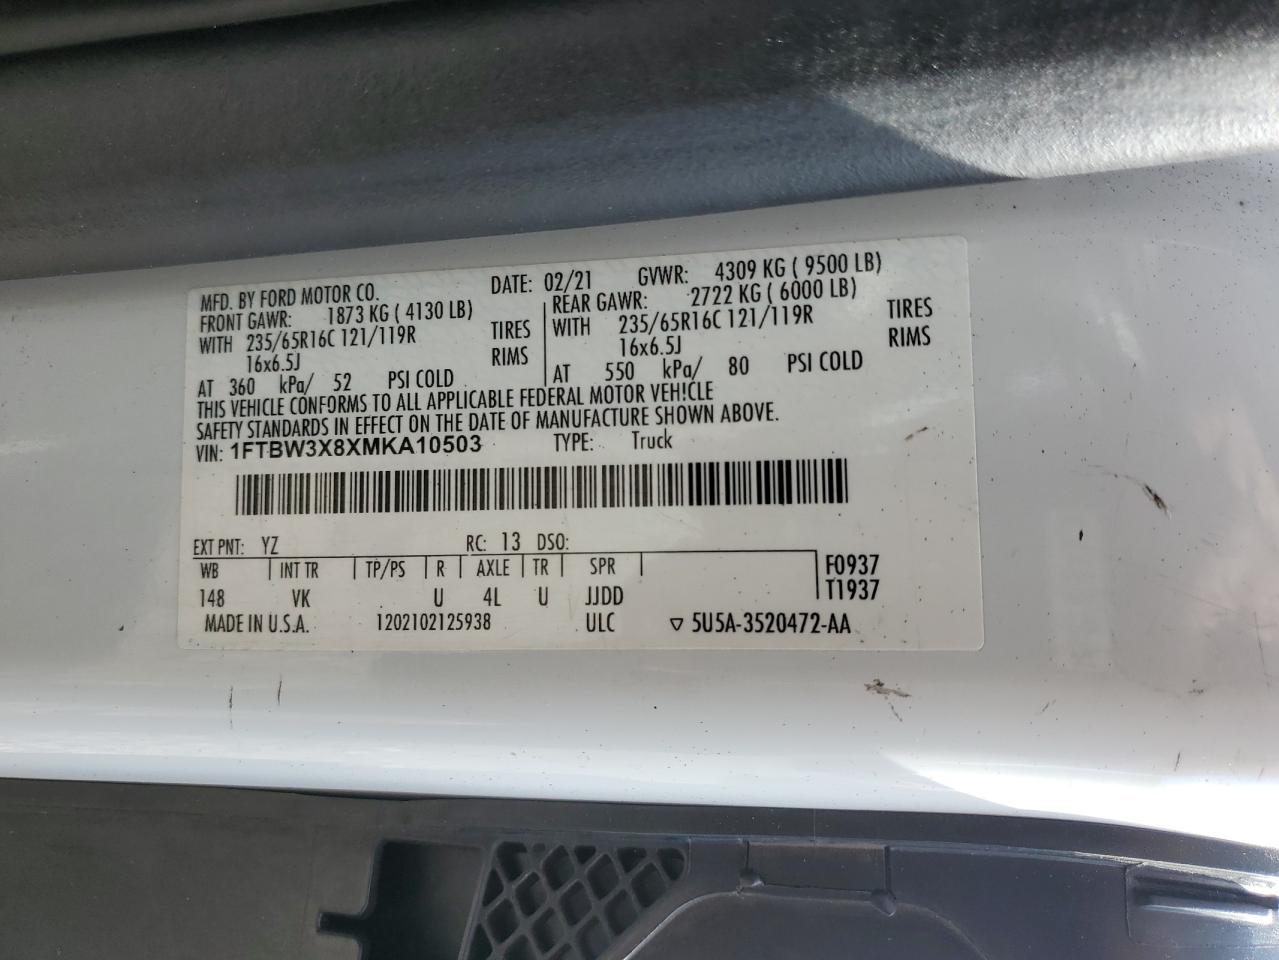 MFD. BY FORD MOTOR CO. DATE: 02/21 GVWR: 4309 KG ( 9500 LB)
FRONT GAWR: 1873 KG ( 4130 LB) REAR GAWR: 2722 KG ( 6000 LB)
WITH 235/65R16C 121/119R TIRES WITH 235/65R16C 121/119R TIRES
16x6.5J RIMS 16x6.5J RIMS
AT 360 kPa/ 52 PSI COLD AT 550 kPa/ 80 PSI COLD
THIS VEHICLE CONFORMS TO ALL APPLICABLE FEDERAL MOTOR VEHICLE
SAFETY STANDARDS IN EFFECT ON THE DATE OF MANUFACTURE SHOWN ABOVE.
VIN: 1FTBW3X8XMKA10503 TYPE: Truck
EXT PNT: YZ RC: 13 DSO:
WB INT TR TP/PS R AXLE TR SPR F0937
148 VK U 4L U JJDD T1937
MADE IN U.S.A. 1202102125938 ULC ▽ 5U5A-3520472-AA